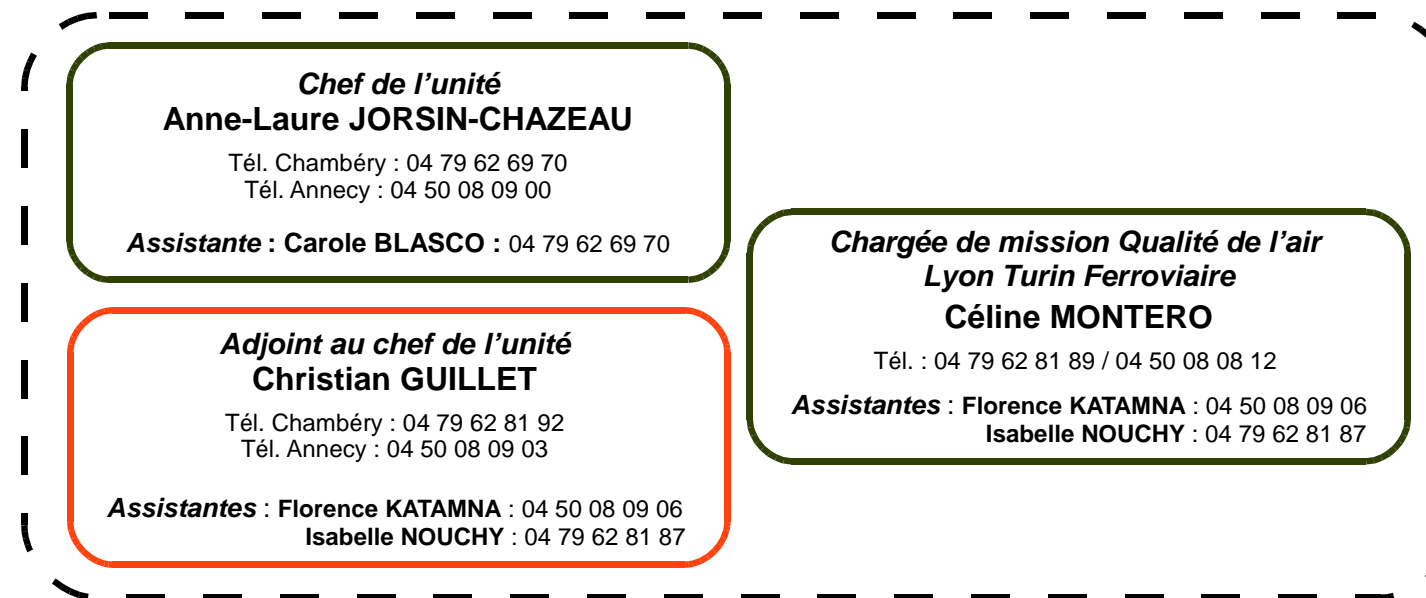 Chef de l’unité
Anne-Laure JORSIN-CHAZEAU
Tél. Chambéry : 04 79 62 69 70
Tél. Annecy : 04 50 08 09 00
Assistante : Carole BLASCO : 04 79 62 69 70
Adjoint au chef de l’unité
Christian GUILLET
Tél. Chambéry : 04 79 62 81 92
Tél. Annecy : 04 50 08 09 03
Assistantes : Florence KATAMNA : 04 50 08 09 06
Isabelle NOUCHY : 04 79 62 81 87
Chargée de mission Qualité de l’air
Lyon Turin Ferroviaire
Céline MONTERO
Tél. : 04 79 62 81 89 / 04 50 08 08 12
Assistantes : Florence KATAMNA : 04 50 08 09 06
Isabelle NOUCHY : 04 79 62 81 87